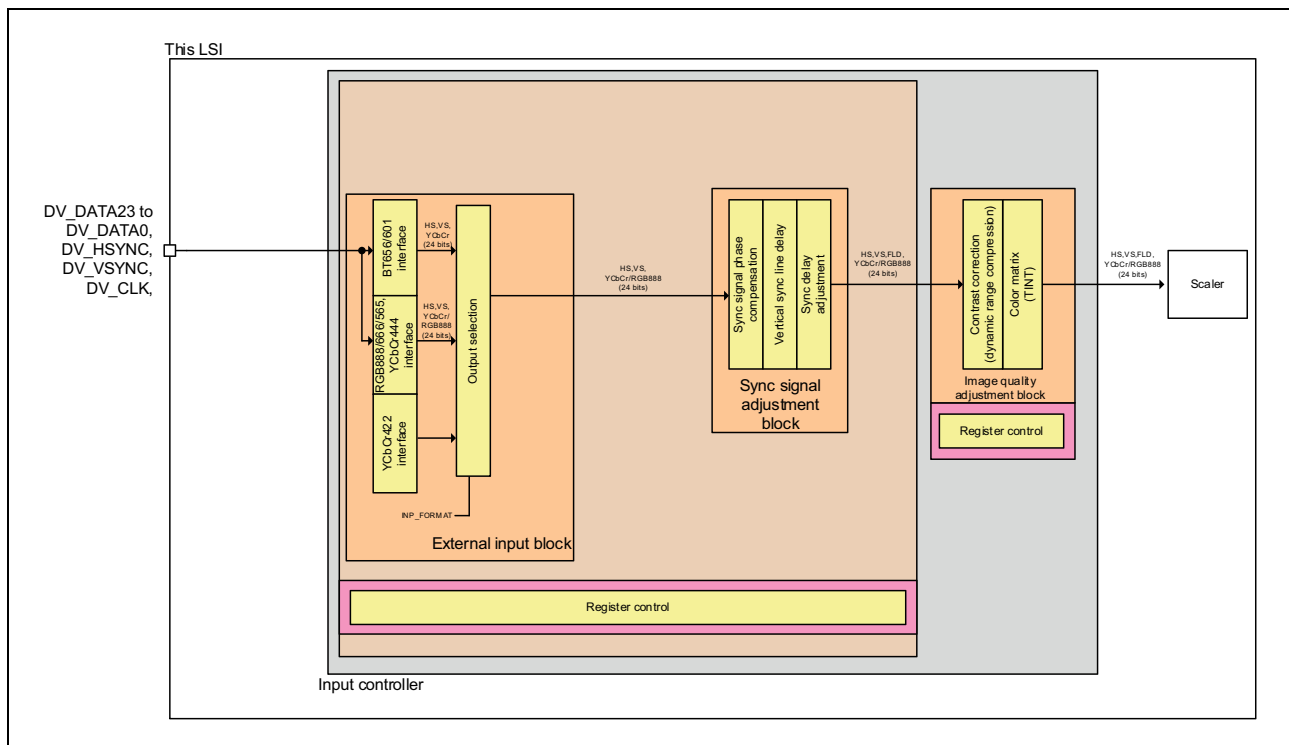 This LSI
DV_DATA23 to
DV_DATA0,
DV_HSYNC,
DV_VSYNC,
DV_CLK,
BT656/601
interface
HS,VS,
YCbCr
(24 bits)
RGB888/666/565,
YCbCr444
interface
HS,VS,
YCbCr/
RGB888
(24 bits)
YCbCr422
interface
Output selection
INP_FORMAT
External input block
HS,VS,
YCbCr/RGB888
(24 bits)
Sync signal phase
compensation
Vertical sync line delay
Sync delay
adjustment
Sync signal
adjustment
block
HS,VS,FLD,
YCbCr/RGB888
(24 bits)
Contrast correction
(dynamic range compression)
Color matrix
(TINT)
Image quality
adjustment block
Register control
HS,VS,FLD,
YCbCr/RGB888
(24 bits)
Scaler
Register control
Input controller